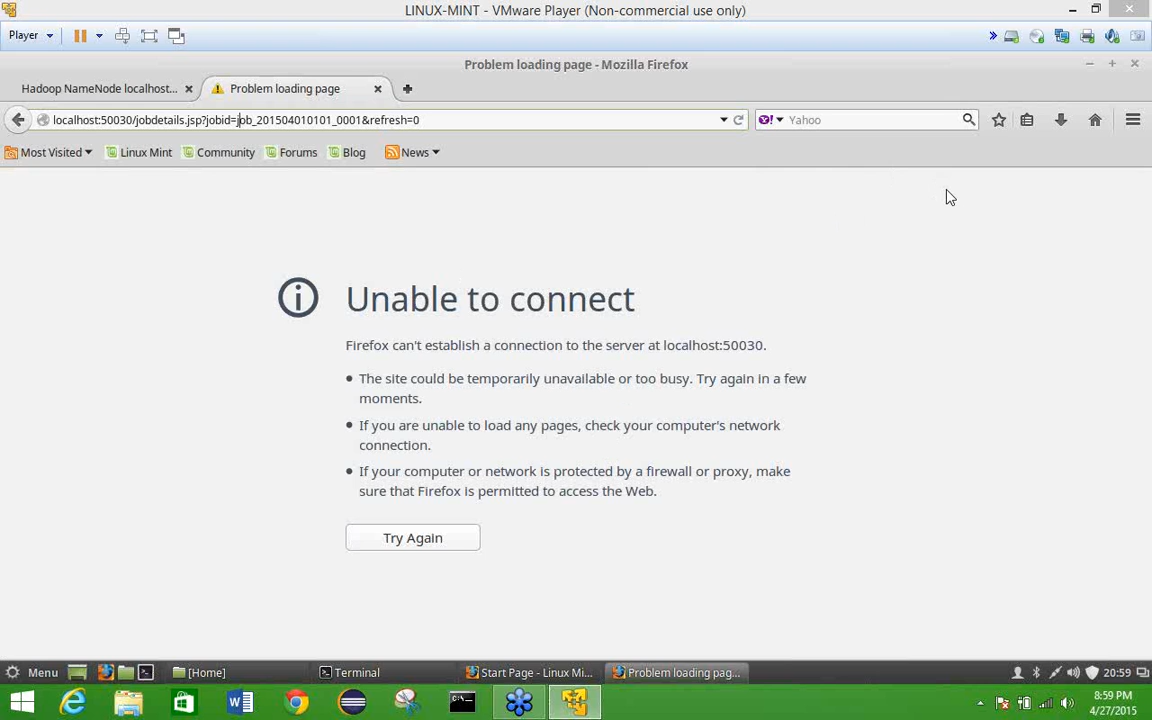 LINUX-MINT - VMware Player (Non-commercial use only)
Player
Problem loading page - Mozilla Firefox
Hadoop NameNode localhost...
Problem loading page
localhost:50030/jobdetails.jsp?jobid=job_201504010101_0001&refresh=0
Yahoo
Most Visited
Linux Mint
Community
Forums
Blog
News
Unable to connect
Firefox can't establish a connection to the server at localhost:50030.
The site could be temporarily unavailable or too busy. Try again in a few
moments.
If you are unable to load any pages, check your computer's network
connection.
If your computer or network is protected by a firewall or proxy, make
sure that Firefox is permitted to access the Web.
Try Again
Menu
[Home]
Terminal
Start Page - Linux Mi...
Problem loading pag...
20:59
8:59 PM
4/27/2015